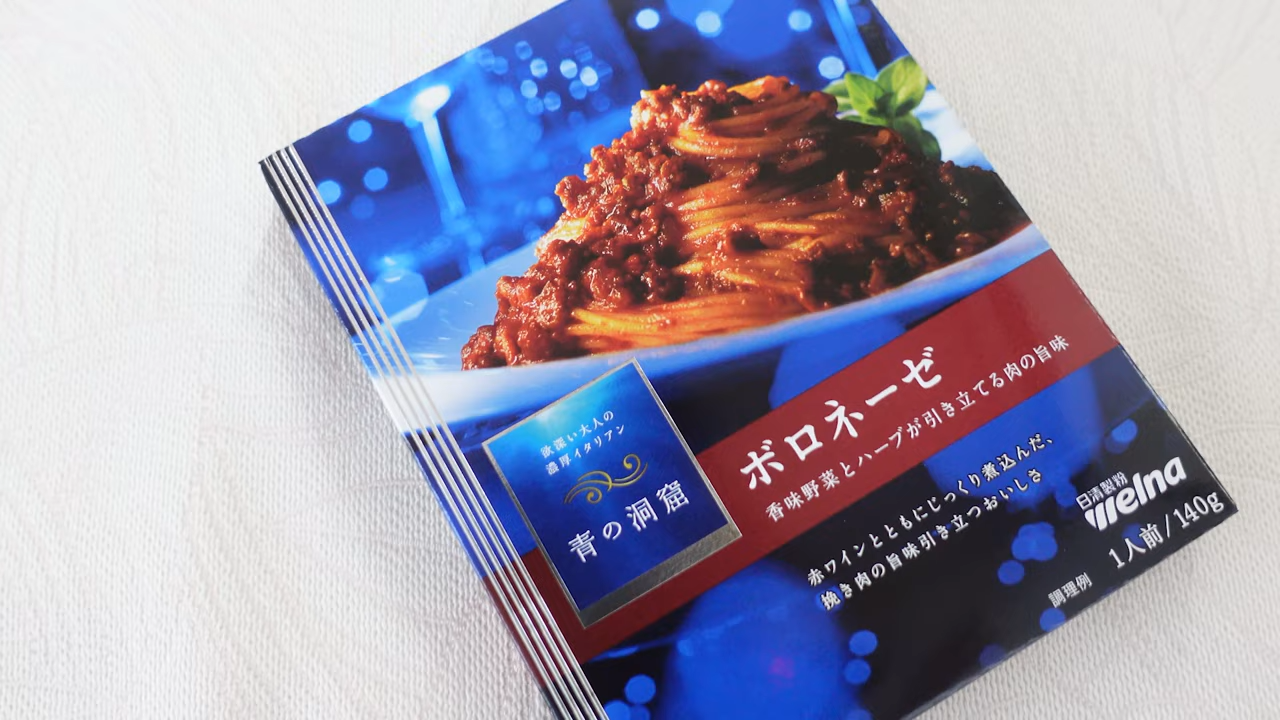 欲深い大人の
濃厚イタリアン
青の洞窟
ボロネーゼ
香味野菜とハーブが引き立てる肉の旨味
赤ワインとともにじっくり煮込んだ、
挽き肉の旨味引き立つおいしさ
日清製粉
Welna
1人前/140g
調理例